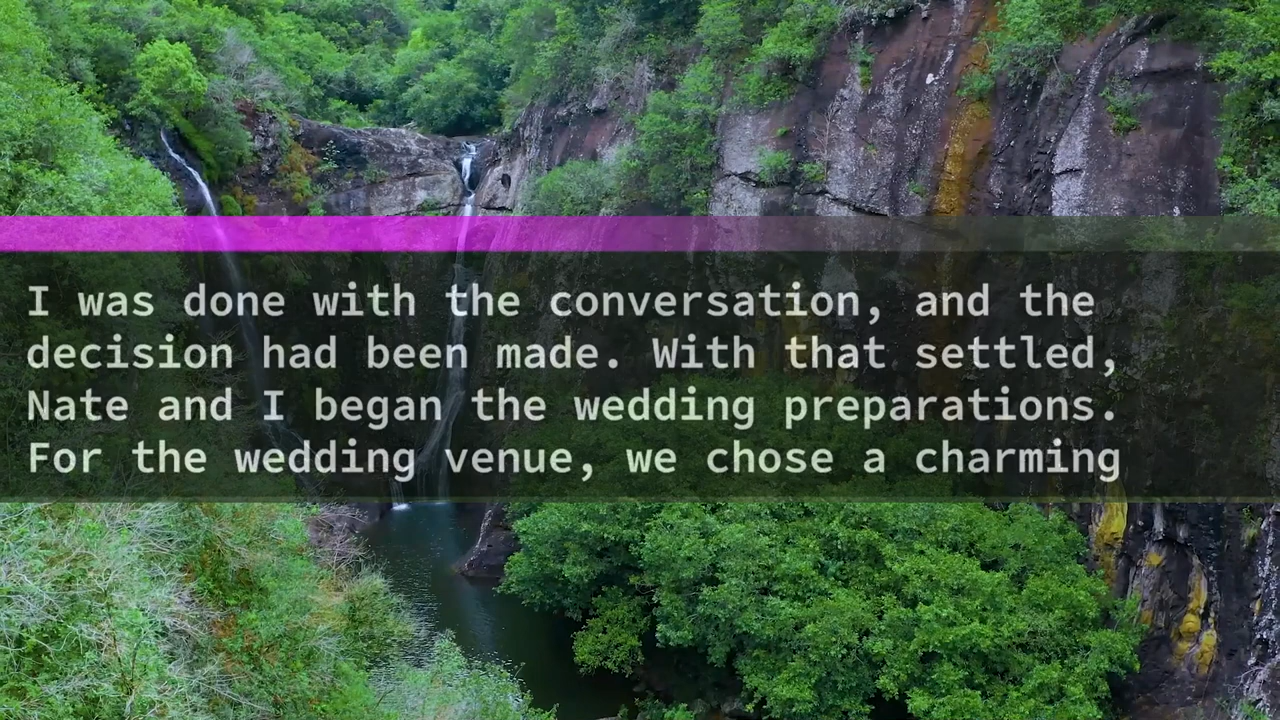 I was done with the conversation, and the
decision had been made. With that settled,
Nate and I began the wedding preparations.
For the wedding venue, we chose a charming